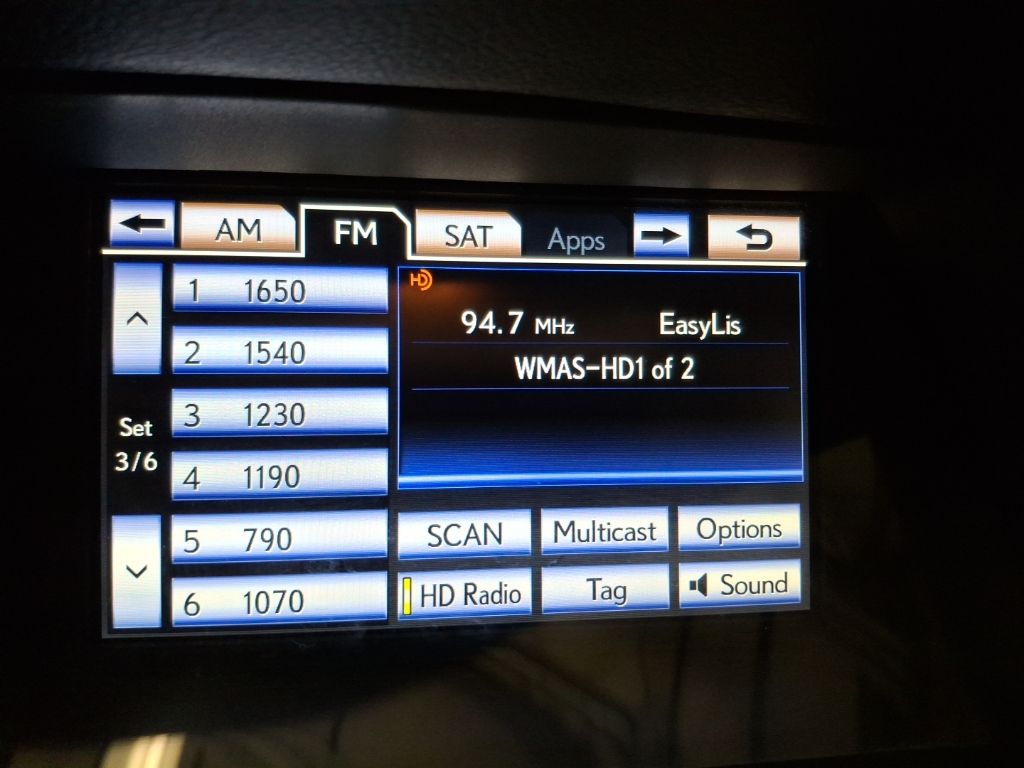 AM FM SAT Apps
1 1650
2 1540
3 1230
4 1190
5 790
6 1070
Set
3/6
HD
94.7 MHz EasyLis
WMAS-HD1 of 2
SCAN Multicast Options
HD Radio Tag Sound